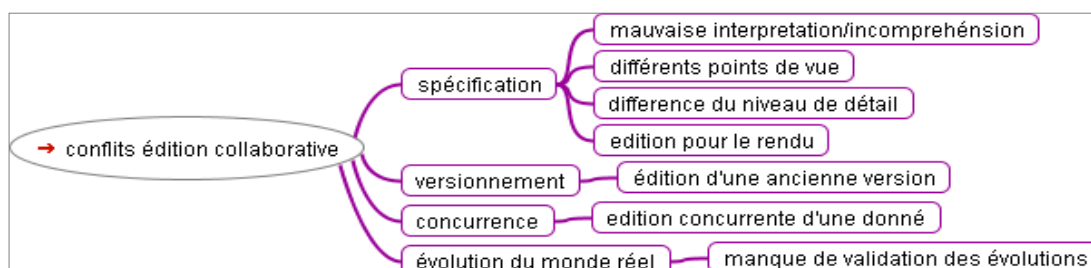 mauvaise interpretation/incomprehénsion
différents points de vue
spécification
difference du niveau de détail
edition pour le rendu
→ conflits édition collaborative
versionnement
édition d'une ancienne version
concurrence
edition concurrente d'une donné
évolution du monde réel
manque de validation des évolutions